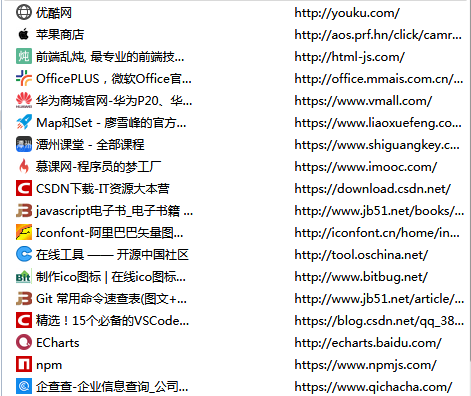 优酷网 http://youku.com/
苹果商店 http://aos.prf.hn/click/camr...
前端乱炖, 最专业的前端技... http://html-js.com/
OfficePLUS，微软Office官... http://office.mmais.com.cn/...
华为商城官网-华为P20、华... https://www.vmall.com/
Map和Set - 廖雪峰的官方... https://www.liaoxuefeng.co...
潭州课堂 - 全部课程 https://www.shiguangkey.c...
慕课网-程序员的梦工厂 https://www.imooc.com/
CSDN下载-IT资源大本营 https://download.csdn.net/
javascript电子书_电子书籍 ... http://www.jb51.net/books/...
Iconfont-阿里巴巴矢量图... http://iconfont.cn/home/in...
在线工具 —— 开源中国社区 http://tool.oschina.net/
制作ico图标 | 在线ico图标... http://www.bitbug.net/
Git 常用命令速查表(图文+... http://www.jb51.net/article/...
精选！15个必备的VSCode... https://blog.csdn.net/qq_38...
ECharts http://echarts.baidu.com/
npm https://www.npmjs.com/
企查查-企业信息查询_公司... https://www.qichacha.com/